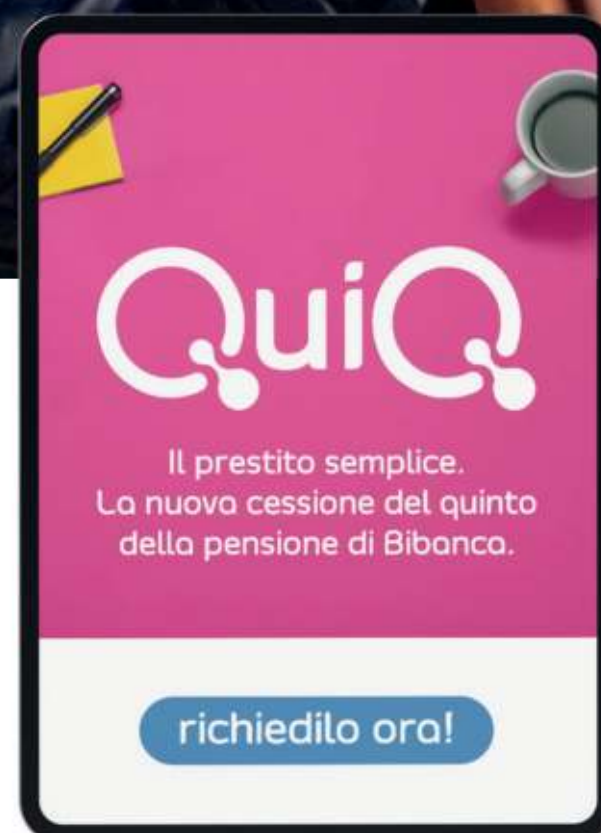 QuiQ
Il prestito semplice.
La nuova cessione del quinto
della pensione di Bibanca.
richiedilo ora!